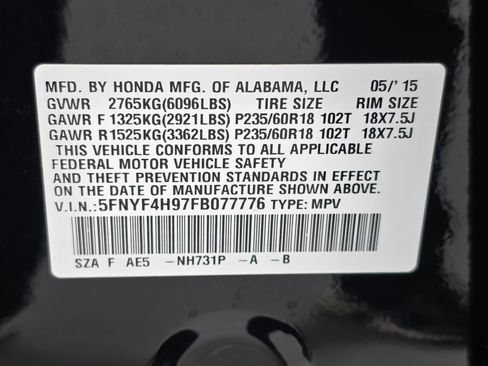 MFD. BY HONDA MFG. OF ALABAMA, LLC 05/'15
GVWR 2765KG(6096LBS) TIRE SIZE RIM SIZE
GAWR F 1325KG(2921LBS) P235/60R18 102T 18X7.5J
GAWR R1525KG(3362LBS) P235/60R18 102T 18X7.5J
THIS VEHICLE CONFORMS TO ALL APPLICABLE
FEDERAL MOTOR VEHICLE SAFETY
AND THEFT PREVENTION STANDARDS IN EFFECT
ON THE DATE OF MANUFACTURE SHOWN ABOVE.
V.I.N.: 5FNYF4H97FB077776 TYPE: MPV
SZA F AE5 -NH731P -A -B